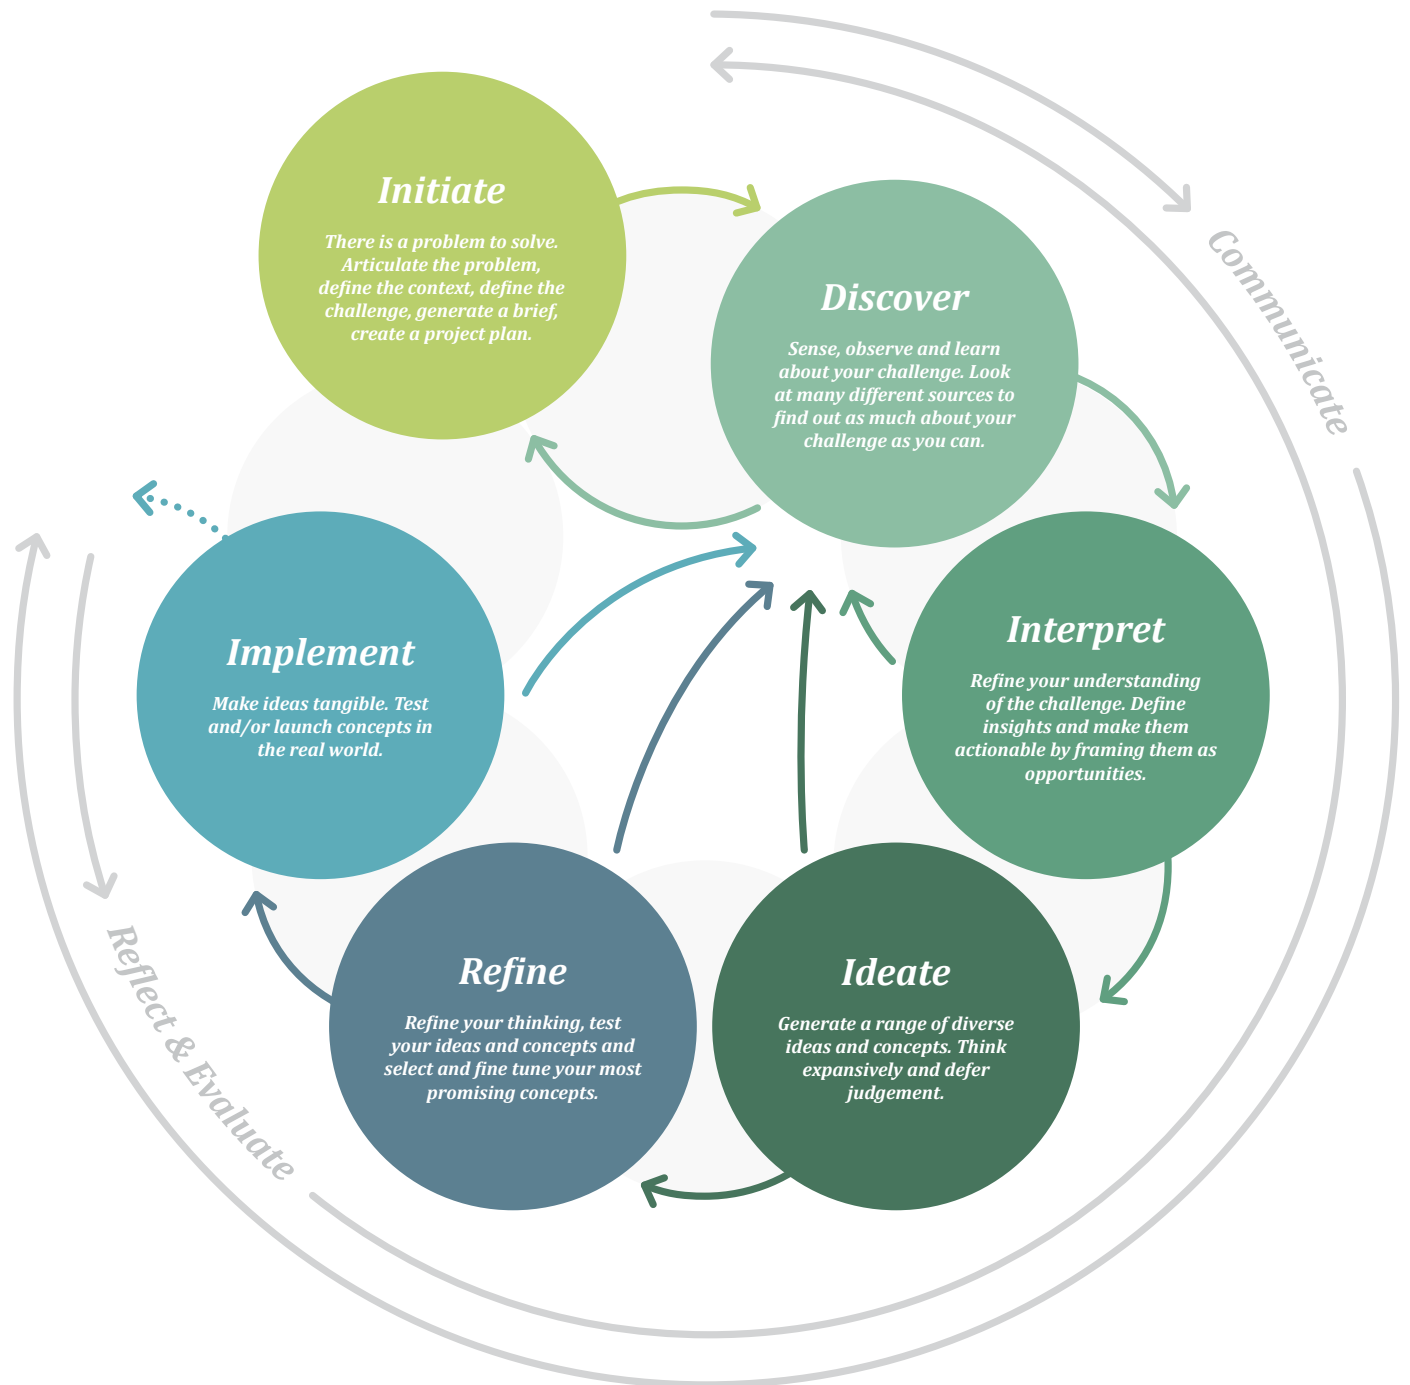 Initiate
There is a problem to solve.
Articulate the problem,
define the context, define the
challenge, generate a brief,
create a project plan.
Discover
Sense, observe and learn
about your challenge. Look
at many different sources to
find out as much about your
challenge as you can.
Communicate
Interpret
Refine your understanding
of the challenge. Define
insights and make them
actionable by framing them as
opportunities.
Ideate
Generate a range of diverse
ideas and concepts. Think
expansively and defer
judgement.
Refine
Refine your thinking, test
your ideas and concepts and
select and fine tune your most
promising concepts.
Implement
Make ideas tangible. Test
and/or launch concepts in
the real world.
Reflect & Evaluate